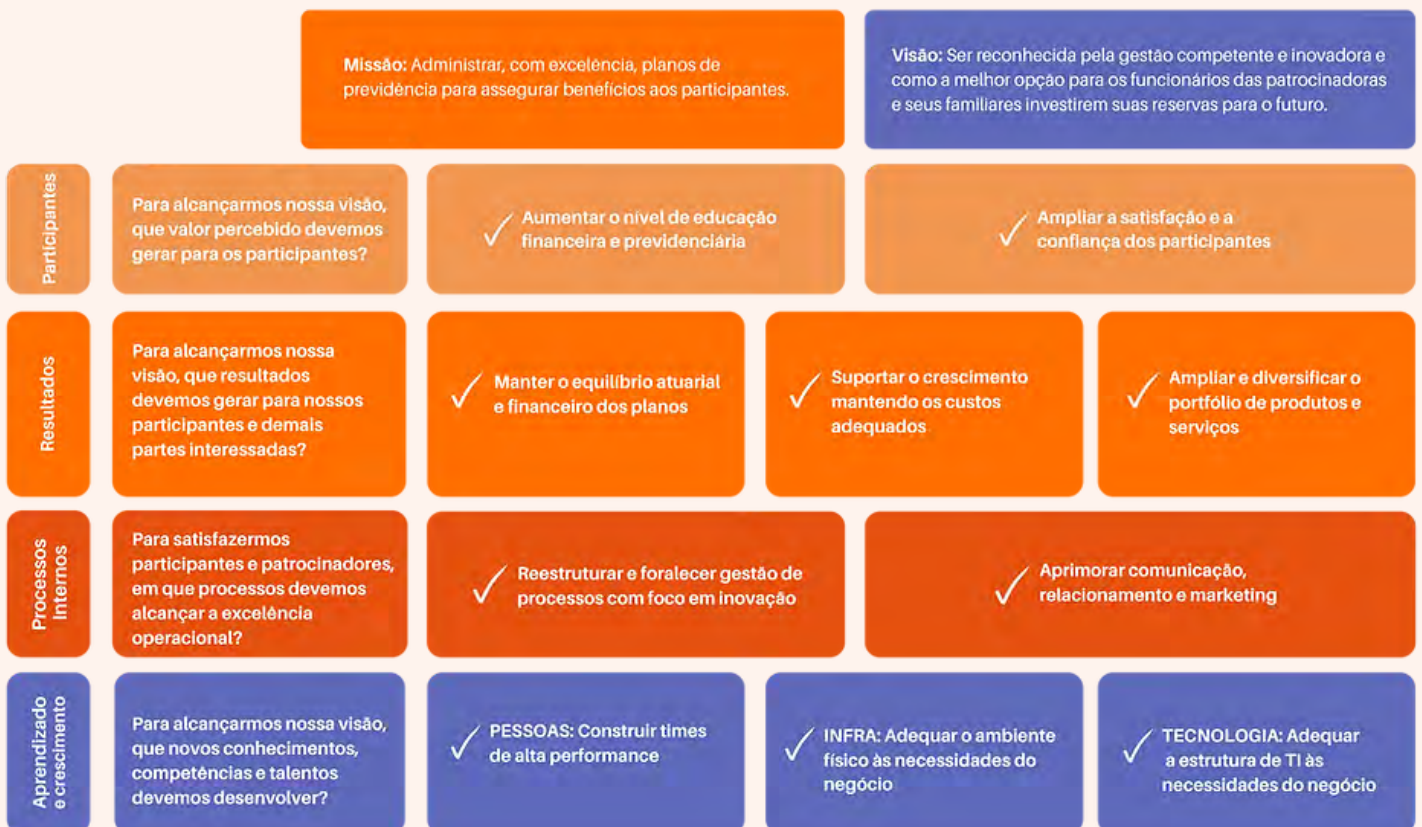 Missão: Administrar, com excelência, planos de
previdência para assegurar benefícios aos participantes.
Visão: Ser reconhecida pela gestão competente e inovadora e
como a melhor opção para os funcionários das patrocinadoras
e seus familiares investirem suas reservas para o futuro.
Participantes
Para alcançarmos nossa visão,
que valor percebido devemos
gerar para os participantes?
Aumentar o nível de educação
financeira e previdenciária
Ampliar a satisfação e a
confiança dos participantes
Resultados
Para alcançarmos nossa
visão, que resultados
devemos gerar para nossos
participantes e demais
partes interessadas?
Manter o equilíbrio atuarial
e financeiro dos planos
Suportar o crescimento
mantendo os custos
adequados
Ampliar e diversificar o
portfólio de produtos e
serviços
Processos
Internos
Para satisfazermos
participantes e patrocinadores,
em que processos devemos
alcançar a excelência
operacional?
Reestruturar e foralecer gestão de
processos com foco em inovação
Aprimorar comunicação,
relacionamento e marketing
Aprendizado
e crescimento
Para alcançarmos nossa visão,
que novos conhecimentos,
competências e talentos
devemos desenvolver?
PESSOAS: Construir times
de alta performance
INFRA: Adequar o ambiente
físico às necessidades do
negócio
TECNOLOGIA: Adequar
a estrutura de TI às
necessidades do negócio